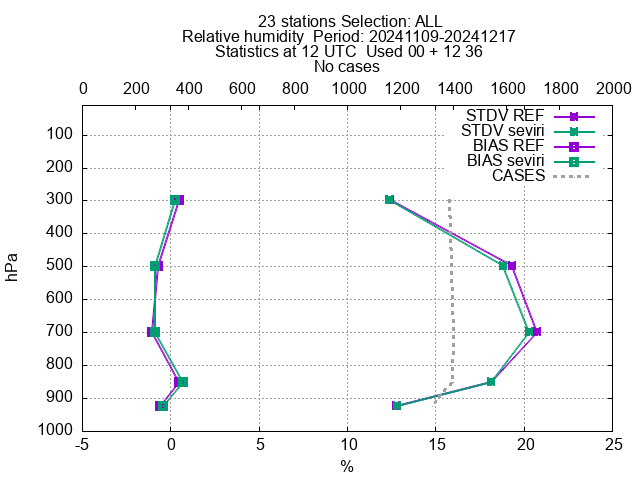 23 stations Selection: ALL
Relative humidity  Period: 20241109-20241217
Statistics at 12 UTC  Used 00 + 12 36
No cases
0 200 400 600 800 1000 1200 1400 1600 1800 2000
STDV REF
STDV seviri
BIAS REF
BIAS seviri
CASES
100
200
300
400
500
600
700
800
900
1000
hPa
-5 0 5 10 15 20 25
%